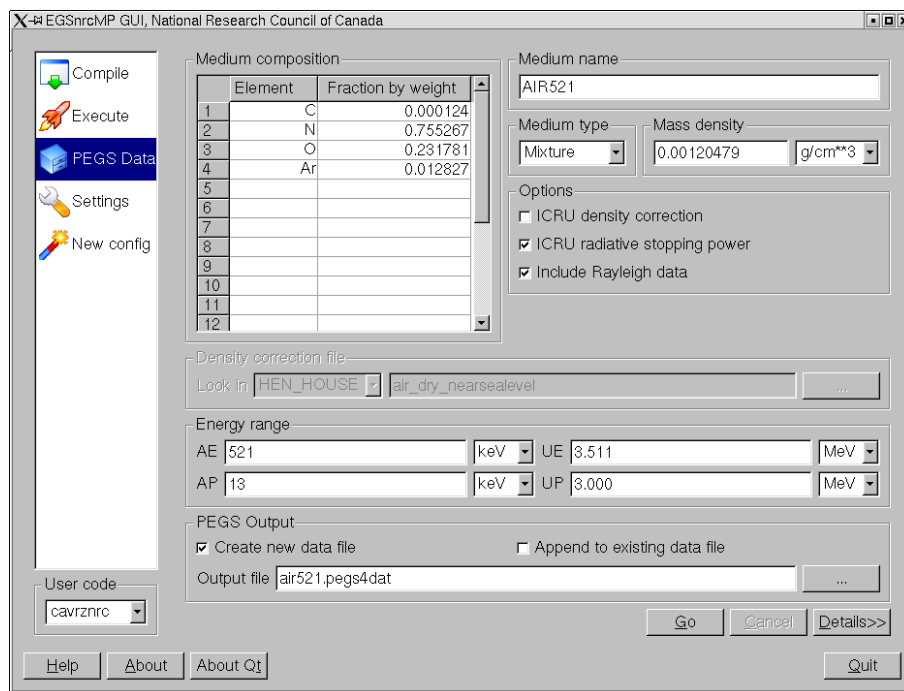 EGSnrcMP GUI, National Research Council of Canada
Compile
Execute
PEGS Data
Settings
New config
User code
cavrznrc
Medium composition
Element Fraction by weight
1 C 0.000124
2 N 0.755267
3 O 0.231781
4 Ar 0.012827
5
6
7
8
9
10
11
12
Medium name
AIR521
Medium type Mass density
Mixture 0.00120479 g/cm**3
Options
ICRU density correction
ICRU radiative stopping power
Include Rayleigh data
Density correction file
Look in HEN_HOUSE air_dry_nearsealevel ...
Energy range
AE 521 keV UE 3.511 MeV
AP 13 keV UP 3.000 MeV
PEGS Output
Create new data file Append to existing data file
Output file air521.pegs4dat ...
Go Cancel Details>>
Help About About Qt Quit